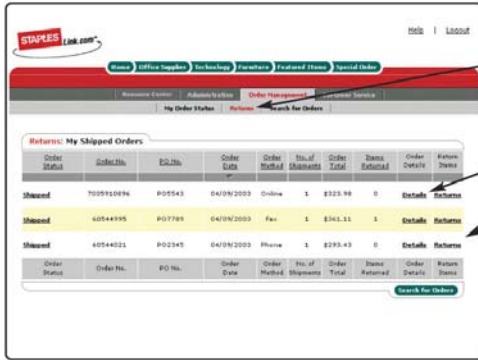 Help | Logout
STAPLES Link.com
Home Office Supplies Technology Furniture Featured Items Special Order
Resource Center Administration Order Management Customer Service
My Order Status Returns Search for Orders
Returns: My Shipped Orders
Order Status Order No. PO No. Order Date Order Method No. of Shipments Order Total Items Returned Order Details Return Items
Shipped 7005910896 PO5543 04/09/2003 Online 1 $323.98 0 Details Returns
Shipped 60544995 PO7789 04/09/2003 Fax 1 $361.11 1 Details Returns
Shipped 60544021 PO2345 04/09/2003 Phone 1 $293.43 0 Details Returns
Order Status Order No. PO No. Order Date Order Method No. of Shipments Order Total Items Returned Order Details Return Items
Search for Orders